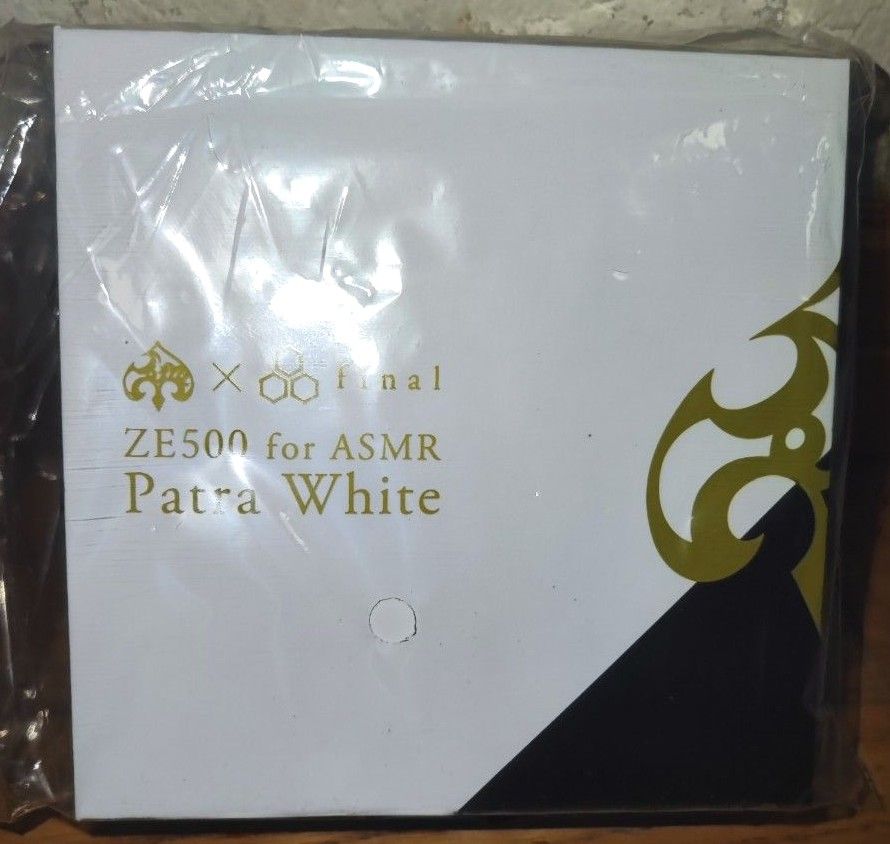 × final
ZE500 for ASMR
Patra White